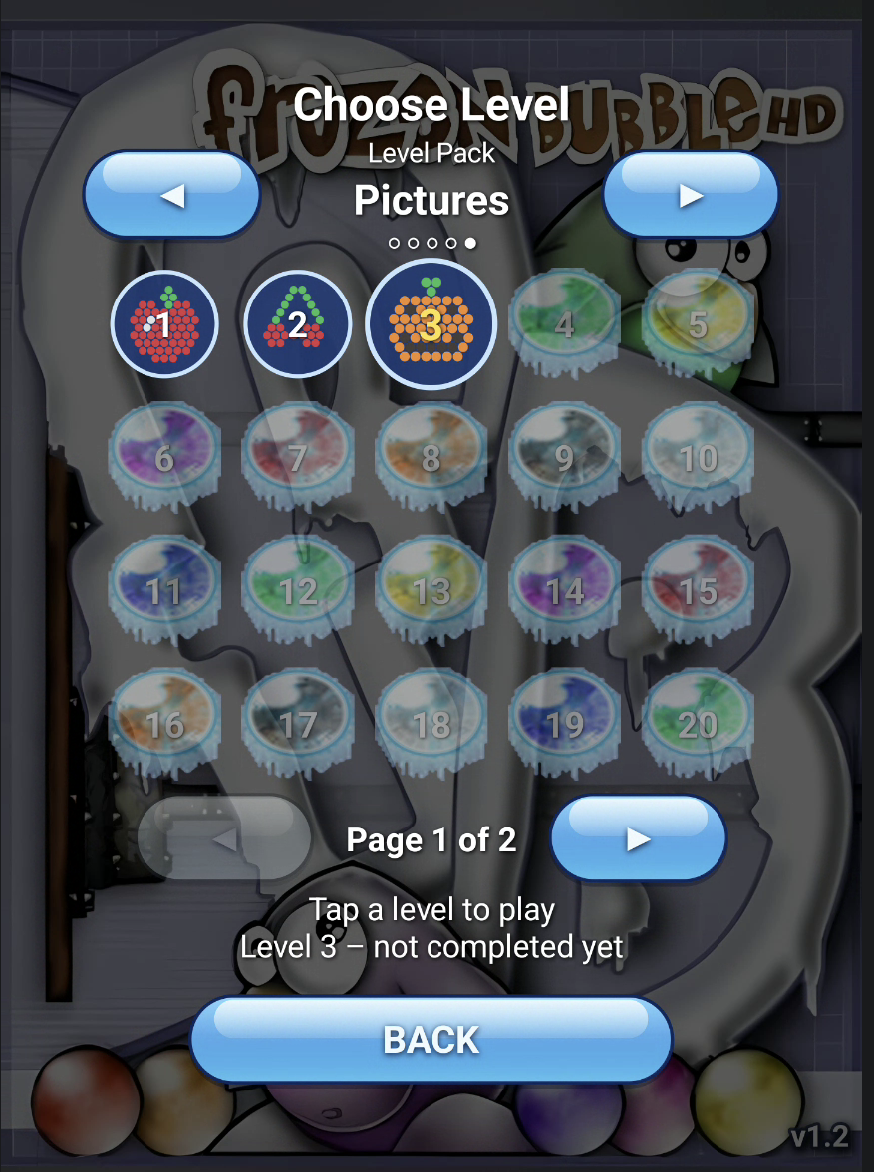 FROZEN BUBBLE HD
Choose Level
Level Pack
◀ Pictures ▶
1 2 3 4 5
6 7 8 9 10
11 12 13 14 15
16 17 18 19 20
◀ Page 1 of 2 ▶
Tap a level to play
Level 3 – not completed yet
BACK
v1.2